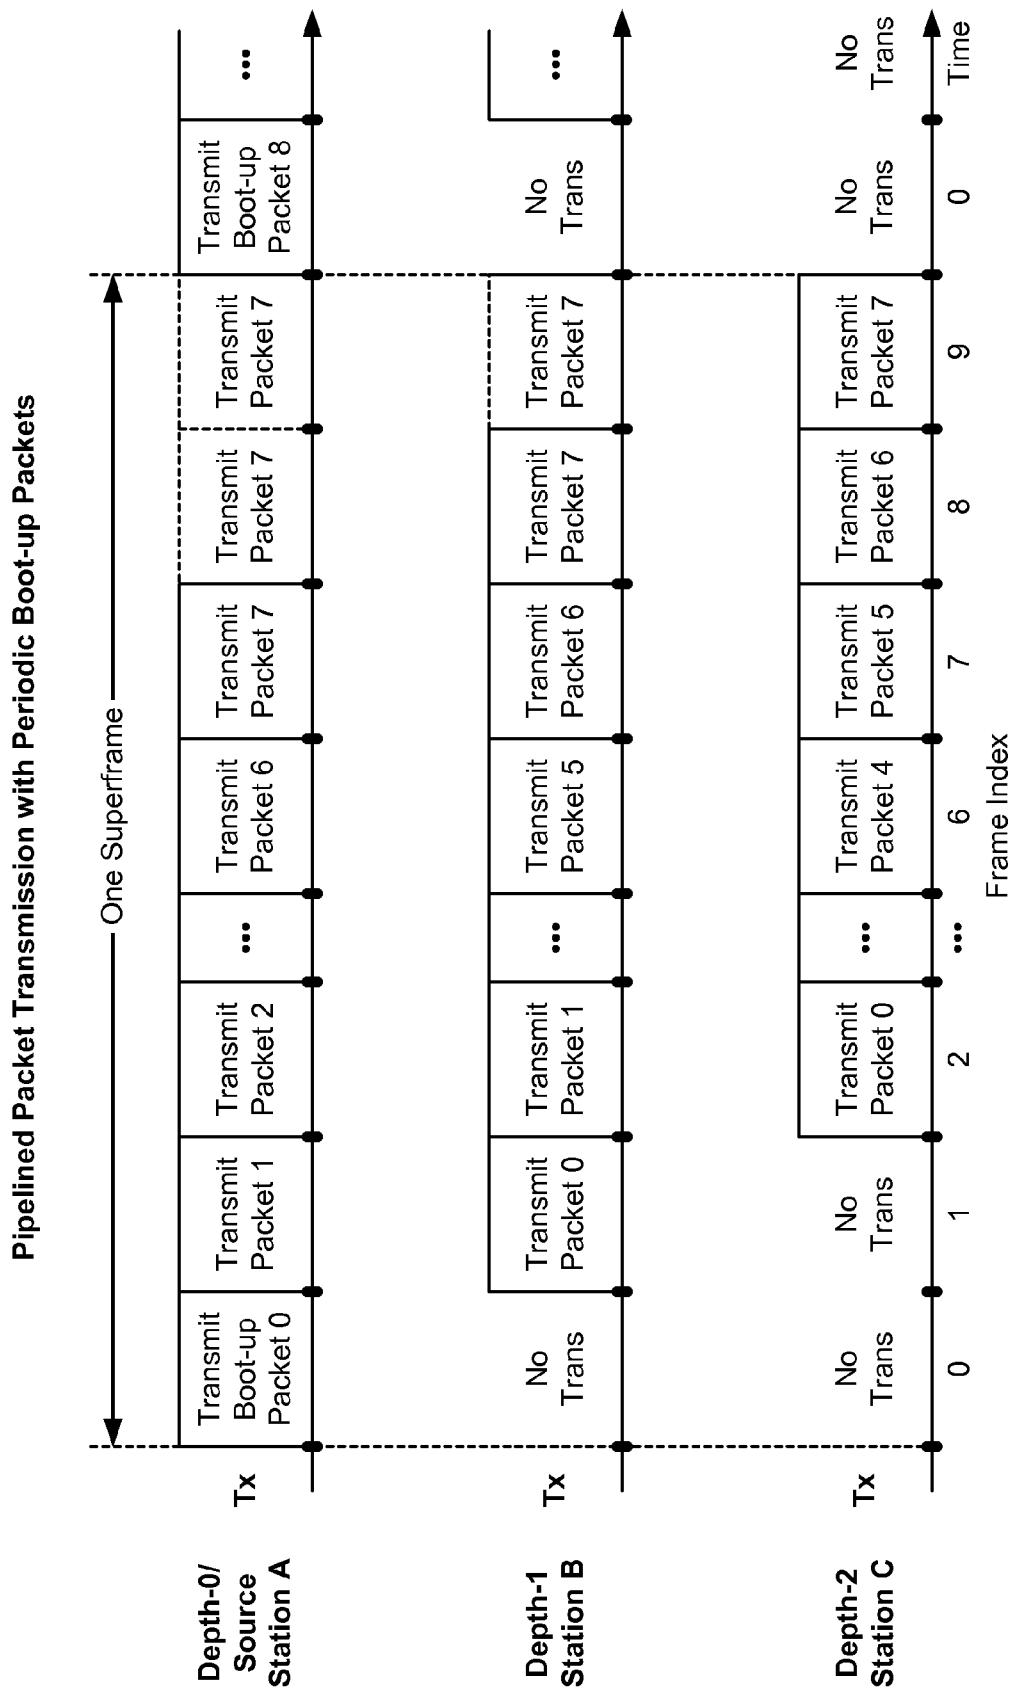 Pipelined Packet Transmission with Periodic Boot-up Packets
One Superframe
Depth-0/
Source
Station A
Tx
Transmit
Boot-up
Packet 0
Transmit
Packet 1
Transmit
Packet 2
...
Transmit
Packet 6
Transmit
Packet 7
Transmit
Packet 7
Transmit
Packet 7
Transmit
Boot-up
Packet 8
...
Depth-1
Station B
Tx
No
Trans
Transmit
Packet 0
Transmit
Packet 1
...
Transmit
Packet 5
Transmit
Packet 6
Transmit
Packet 7
Transmit
Packet 7
No
Trans
...
Depth-2
Station C
Tx
No
Trans
No
Trans
Transmit
Packet 0
...
Transmit
Packet 4
Transmit
Packet 5
Transmit
Packet 6
Transmit
Packet 7
No
Trans
No
Trans
0 1 2 ... 6 7 8 9 0 Time
Frame Index